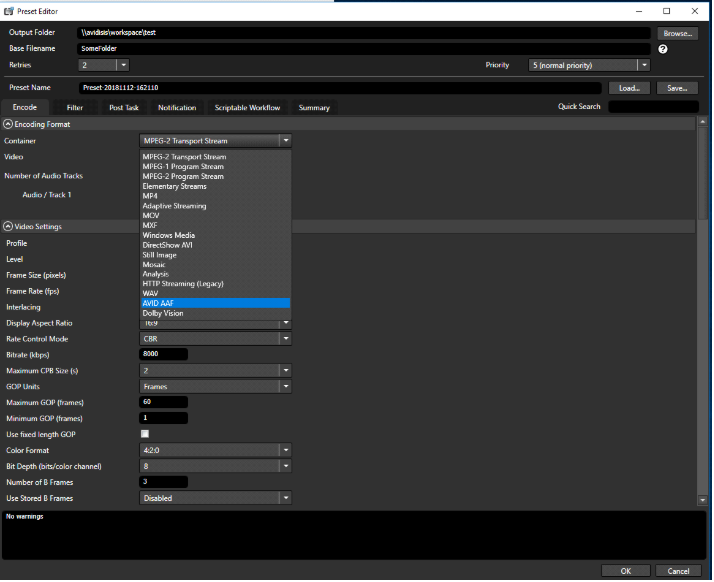 Preset Editor
Output Folder \\avidisis\workspace\test Browse...
Base Filename SomeFolder ?
Retries 2 Priority 5 (normal priority)
Preset Name Preset-20181112-162110 Load... Save...
Encode Filter Post Task Notification Scriptable Workflow Summary Quick Search
Encoding Format
Container MPEG-2 Transport Stream
Video
Number of Audio Tracks
Audio / Track 1
MPEG-2 Transport Stream
MPEG-1 Program Stream
MPEG-2 Program Stream
Elementary Streams
MP4
Adaptive Streaming
MOV
MXF
Windows Media
DirectShow AVI
Still Image
Mosaic
Analysis
HTTP Streaming (Legacy)
WAV
AVID AAF
Dolby Vision
Video Settings
Profile
Level
Frame Size (pixels)
Frame Rate (fps)
Interlacing
Display Aspect Ratio 16:9
Rate Control Mode CBR
Bitrate (kbps) 8000
Maximum CPB Size (s) 2
GOP Units Frames
Maximum GOP (frames) 60
Minimum GOP (frames) 1
Use fixed length GOP
Color Format 4:2:0
Bit Depth (bits/color channel) 8
Number of B Frames 3
Use Stored B Frames Disabled
No warnings
OK Cancel